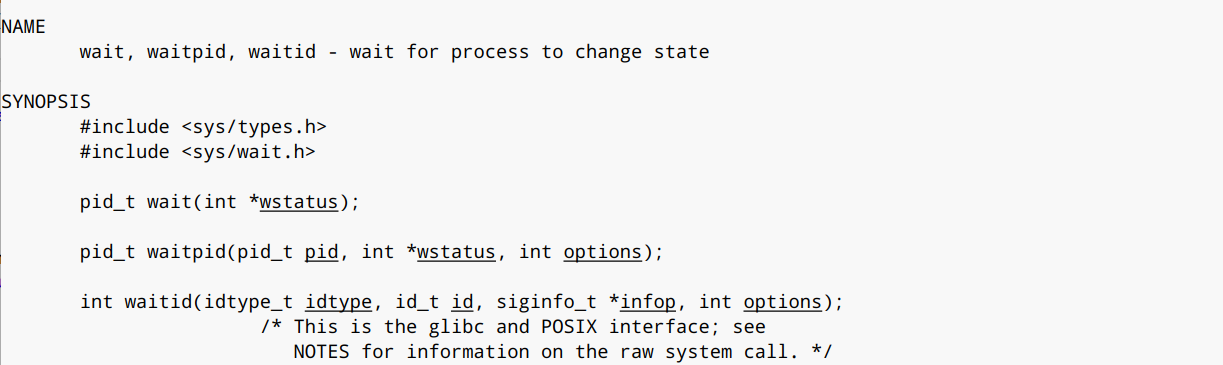 NAME
wait, waitpid, waitid - wait for process to change state
SYNOPSIS
#include <sys/types.h>
#include <sys/wait.h>
pid_t wait(int *wstatus);
pid_t waitpid(pid_t pid, int *wstatus, int options);
int waitid(idtype_t idtype, id_t id, siginfo_t *infop, int options);
/* This is the glibc and POSIX interface; see
NOTES for information on the raw system call. */